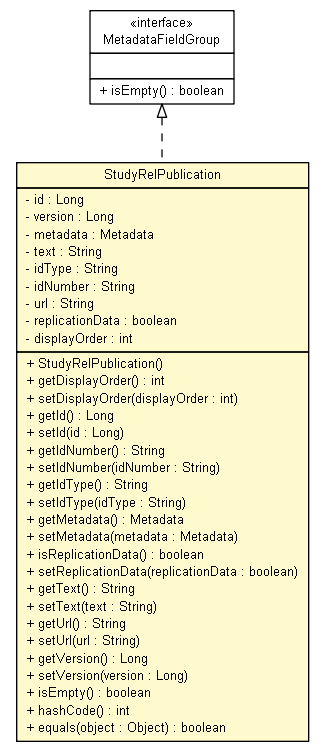 «interface»
MetadataFieldGroup
+ isEmpty() : boolean
StudyRelPublication
- id : Long
- version : Long
- metadata : Metadata
- text : String
- idType : String
- idNumber : String
- url : String
- replicationData : boolean
- displayOrder : int
+ StudyRelPublication()
+ getDisplayOrder() : int
+ setDisplayOrder(displayOrder : int)
+ getId() : Long
+ setId(id : Long)
+ getIdNumber() : String
+ setIdNumber(idNumber : String)
+ getIdType() : String
+ setIdType(idType : String)
+ getMetadata() : Metadata
+ setMetadata(metadata : Metadata)
+ isReplicationData() : boolean
+ setReplicationData(replicationData : boolean)
+ getText() : String
+ setText(text : String)
+ getUrl() : String
+ setUrl(url : String)
+ getVersion() : Long
+ setVersion(version : Long)
+ isEmpty() : boolean
+ hashCode() : int
+ equals(object : Object) : boolean